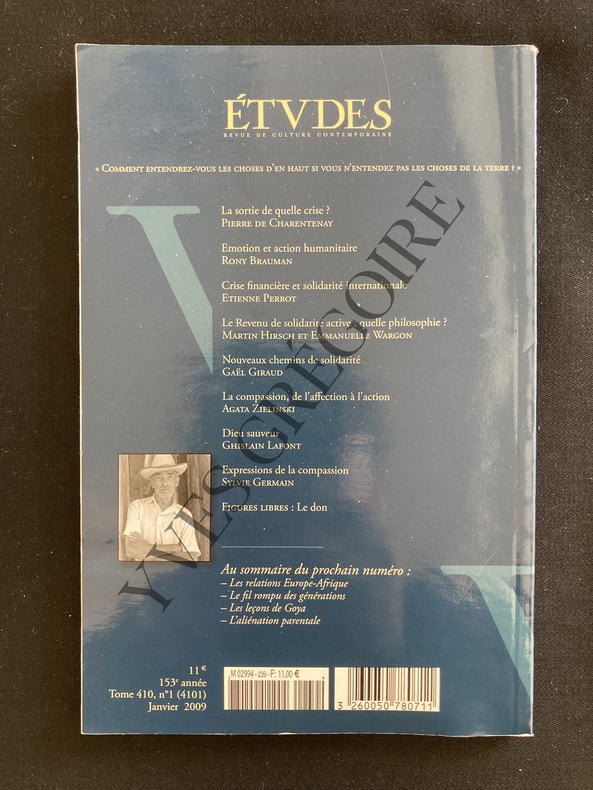 ÉTVDES
REVUE DE CULTURE CONTEMPORAINE
« COMMENT ENTENDREZ-VOUS LES CHOSES D'EN HAUT SI VOUS N'ENTENDEZ PAS LES CHOSES DE LA TERRE ? »
La sortie de quelle crise ?
PIERRE DE CHARENTENAY
Emotion et action humanitaire
RONY BRAUMAN
Crise financière et solidarité internationale
ETIENNE PERROT
Le Revenu de solidarité active : quelle philosophie ?
MARTIN HIRSCH ET EMMANUELLE WARGON
Nouveaux chemins de solidarité
GAËL GIRAUD
La compassion, de l'affection à l'action
AGATA ZIELINSKI
Dieu sauveur
GHISLAIN LAFONT
Expressions de la compassion
SYLVIE GERMAIN
FIGURES LIBRES : Le don
Au sommaire du prochain numéro :
– Les relations Europe-Afrique
– Le fil rompu des générations
– Les leçons de Goya
– L'aliénation parentale
11 €
153e année
Tome 410, n°1 (4101)
Janvier 2009
M 02994 - 239 - F: 11,00 €
3 260050 780711
YVES GRÉGOIRE